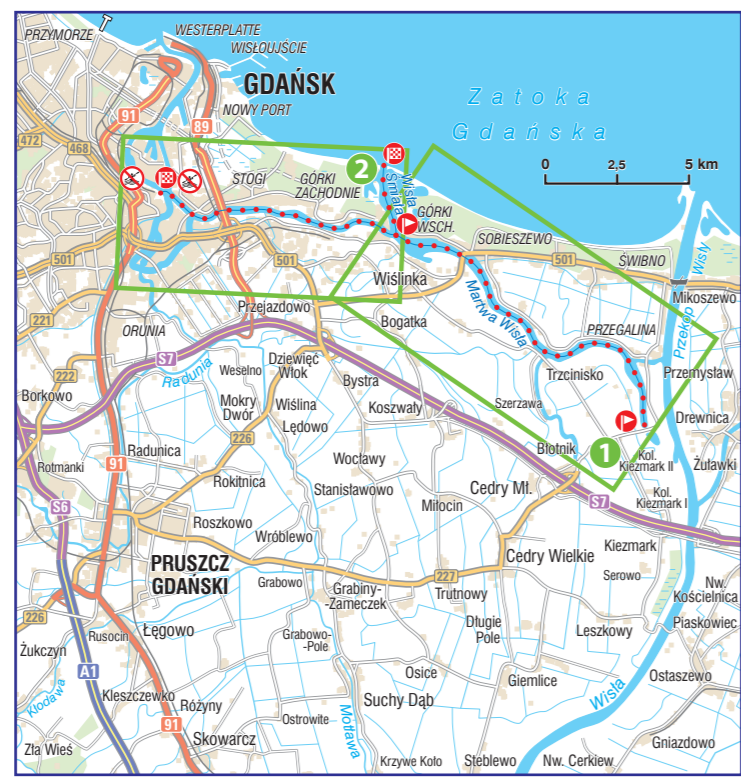 PRZYMORZE
WESTERPLATTE
WISŁOUJŚCIE
GDAŃSK
NOWY PORT
Zatoka
Gdańska
91
89
472
468
0 2,5 5 km
2
STOGI
GÓRKI
ZACHODNIE
Wisła
Śmiała
GÓRKI
WSCH.
SOBIESZEWO
501
ŚWIBNO
501
501
Wiślinka
Mikoszewo
Przekop Wisły
221
Przejazdowo
Bogatka
Martwa Wisła
PRZEGALINA
ORUNIA
S7
Radunia
Weselno
Dziewięć
Włok
Trzcinisko
Przemysław
222
Borkowo
Bystra
Mokry
Dwór
Wiślina
Koszwały
Szerzawa
Drewnica
226
Lędowo
1
Radunica
91
Błotnik
Kol.
Kiezmark II
Żuławki
Rotmanki
Wocławy
Rokitnica
Stanisławowo
Cedry Mł.
Kol.
Kiezmark I
S6
Miłocin
S7
Roszkowo
Wróblewo
PRUSZCZ
GDAŃSKI
Cedry Wielkie
Kiezmark
227
Grabowo
Grabiny-
-Zameczek
Trutnowy
Serowo
Nw.
Kościelnica
226
Rusocin
Łęgowo
Grabowo-
-Pole
Długie
Pole
Leszkowy
Piaskowiec
Żukczyn
A1
Osice
Giemlice
Ostaszewo
Kłodawa
Kleszczewko
Różyny
Suchy Dąb
Wisła
91
Ostrowite
Motława
Skowarcz
Gniazdowo
Zła Wieś
Krzywe Koło
Steblewo
Nw. Cerkiew